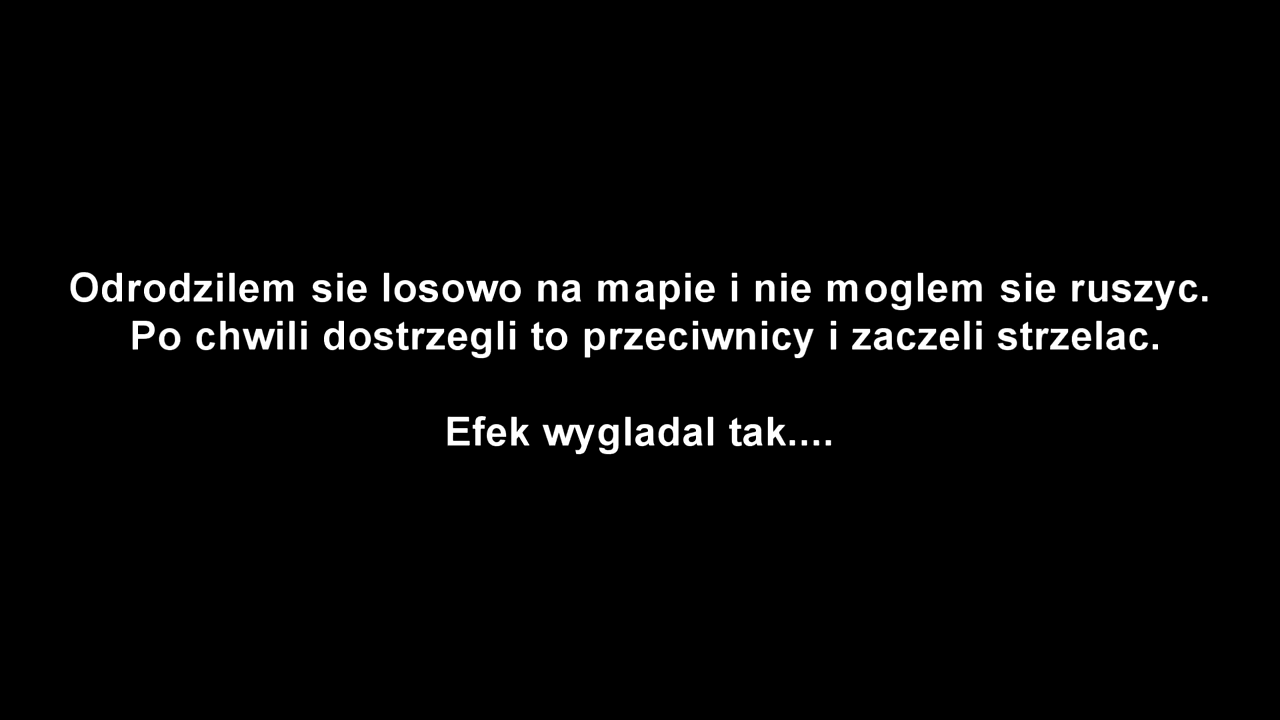 Odrodzilem sie losowo na mapie i nie moglem sie ruszyc.
Po chwili dostrzegli to przeciwnicy i zaczeli strzelac.
Efek wygladal tak....